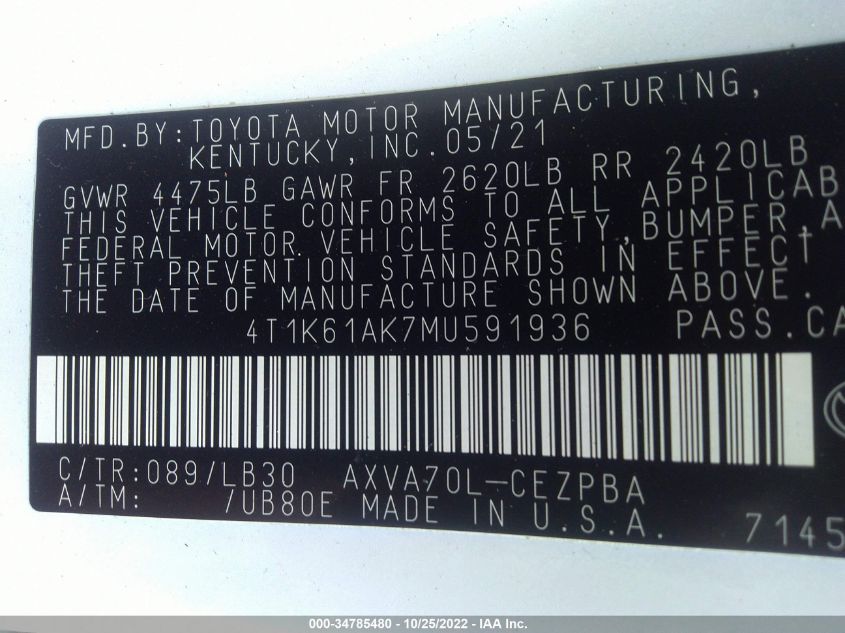 MFD.BY:TOYOTA MOTOR MANUFACTURING,
KENTUCKY,INC.05/21
GVWR 4475LB GAWR FR 2620LB RR 2420LB
THIS VEHICLE CONFORMS TO ALL APPLICAB
FEDERAL MOTOR VEHICLE SAFETY,BUMPER,A
THEFT PREVENTION STANDARDS IN EFFECT
THE DATE OF MANUFACTURE SHOWN ABOVE.
4T1K61AK7MU591936 PASS.CA
C/TR:089/LB30 AXVA70L-CEZPBA
A/TM: /UB80E MADE IN U.S.A. 7145
000-34785480 - 10/25/2022 - IAA Inc.